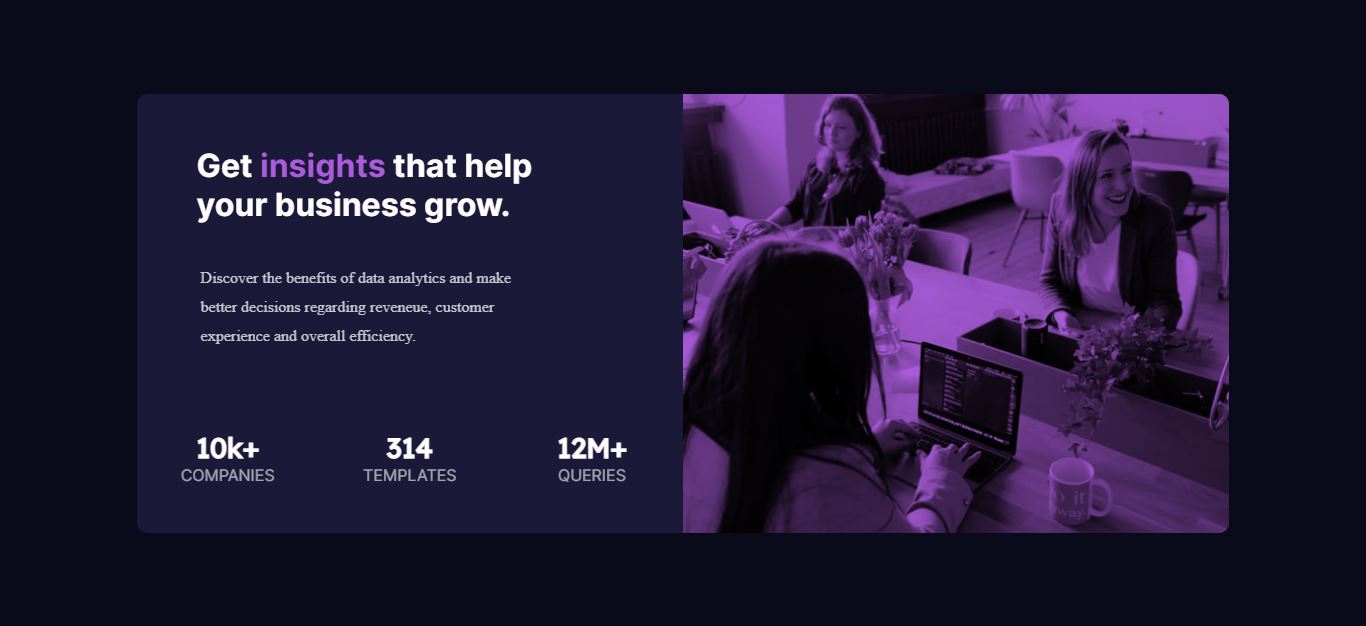 Get insights that help
your business grow.
Discover the benefits of data analytics and make
better decisions regarding reveneue, customer
experience and overall efficiency.
10k+ 314 12M+
COMPANIES TEMPLATES QUERIES
it